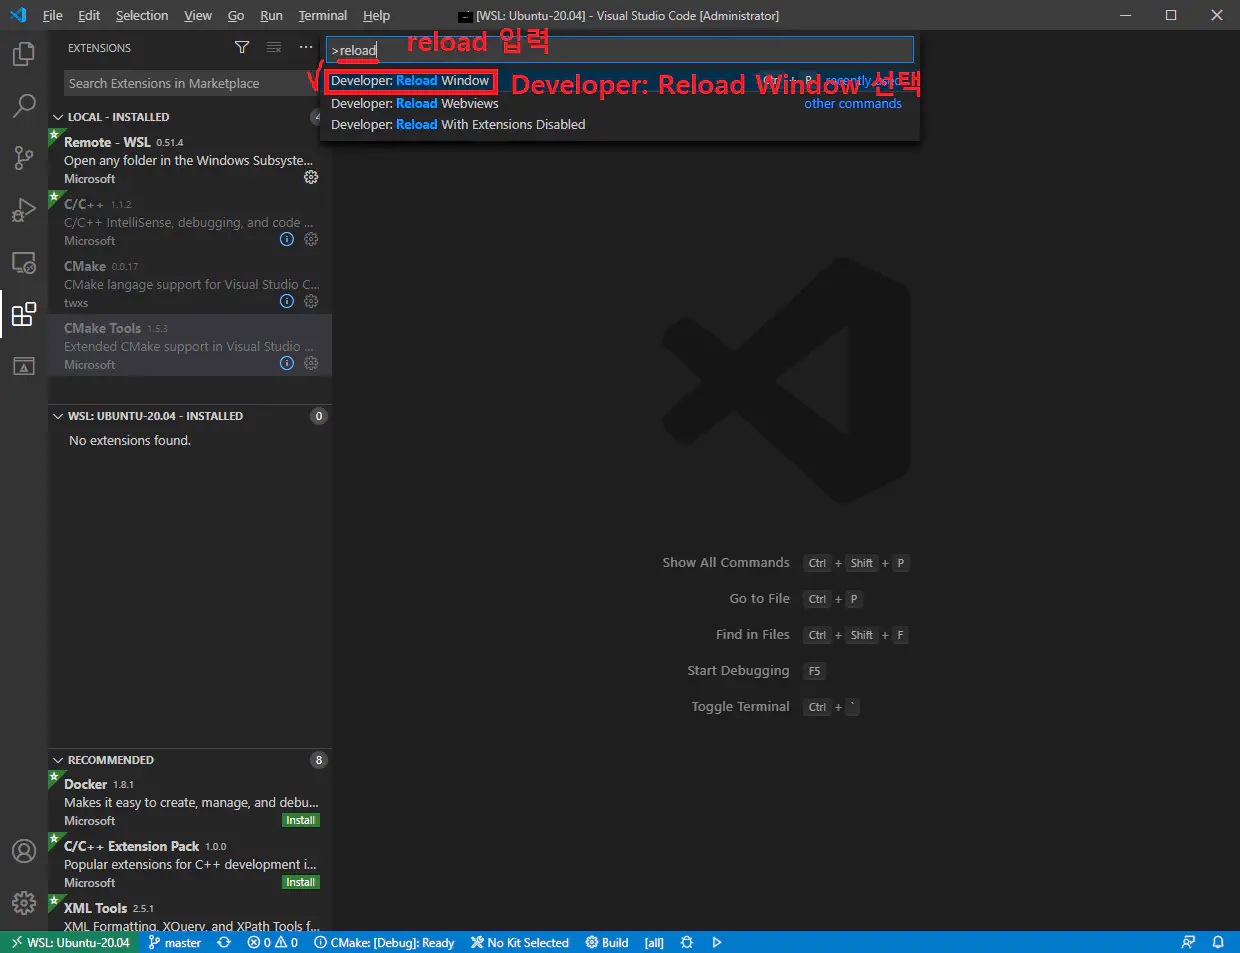 File Edit Selection View Go Run Terminal Help
[WSL: Ubuntu-20.04] - Visual Studio Code [Administrator]
EXTENSIONS
Search Extensions in Marketplace
>reload
reload 입력
Developer: Reload Window
Developer: Reload Window 선택
Ctrl + P recently used
Developer: Reload Webviews
other commands
Developer: Reload With Extensions Disabled
LOCAL - INSTALLED
4
Remote - WSL 0.51.4
Open any folder in the Windows Subsyste...
Microsoft
C/C++ 1.1.2
C/C++ IntelliSense, debugging, and code ...
Microsoft
CMake 0.0.17
CMake langage support for Visual Studio C...
twxs
CMake Tools 1.5.3
Extended CMake support in Visual Studio ...
Microsoft
WSL: UBUNTU-20.04 - INSTALLED 0
No extensions found.
Show All Commands Ctrl + Shift + P
Go to File Ctrl + P
Find in Files Ctrl + Shift + F
Start Debugging F5
Toggle Terminal Ctrl + `
RECOMMENDED 8
Docker 1.8.1
Makes it easy to create, manage, and debu...
Microsoft Install
C/C++ Extension Pack 1.0.0
Popular extensions for C++ development i...
Microsoft Install
XML Tools 2.5.1
XML Formatting, XQuery, and XPath Tools f...
WSL: Ubuntu-20.04 master 0 0 CMake: [Debug]: Ready No Kit Selected Build [all]